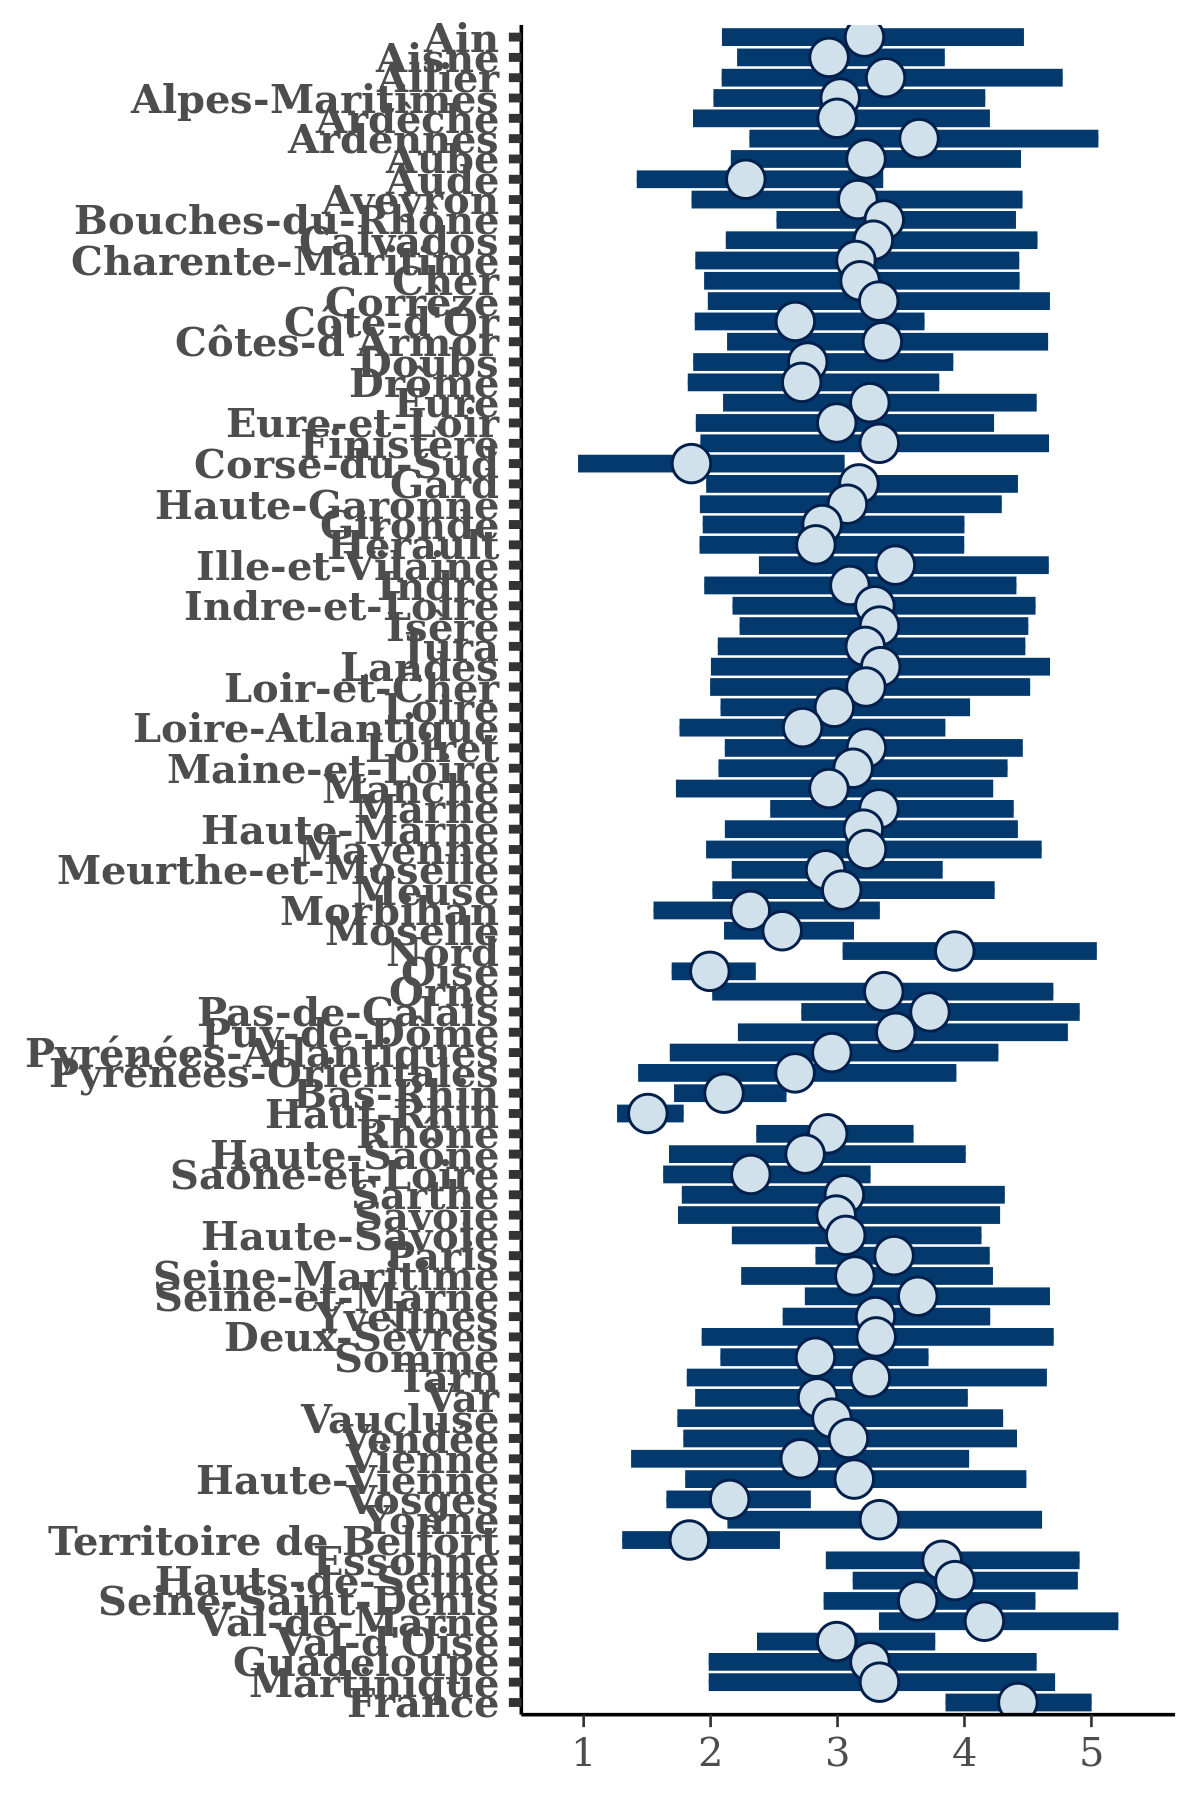 Ain
Aisne
Allier
Alpes-Maritimes
Ardèche
Ardennes
Aube
Aude
Aveyron
Bouches-du-Rhône
Calvados
Charente-Maritime
Cher
Corrèze
Côte-d'Or
Côtes-d'Armor
Doubs
Drôme
Eure
Eure-et-Loir
Finistère
Corse-du-Sud
Gard
Haute-Garonne
Gironde
Hérault
Ille-et-Vilaine
Indre
Indre-et-Loire
Isère
Jura
Landes
Loir-et-Cher
Loire
Loire-Atlantique
Loiret
Maine-et-Loire
Manche
Marne
Haute-Marne
Mayenne
Meurthe-et-Moselle
Meuse
Morbihan
Moselle
Nord
Oise
Orne
Pas-de-Calais
Puy-de-Dôme
Pyrénées-Atlantiques
Pyrénées-Orientales
Bas-Rhin
Haut-Rhin
Rhône
Haute-Saône
Saône-et-Loire
Sarthe
Savoie
Haute-Savoie
Paris
Seine-Maritime
Seine-et-Marne
Yvelines
Deux-Sèvres
Somme
Tarn
Var
Vaucluse
Vendée
Vienne
Haute-Vienne
Vosges
Yonne
Territoire de Belfort
Essonne
Hauts-de-Seine
Seine-Saint-Denis
Val-de-Marne
Val-d'Oise
Guadeloupe
Martinique
France
1 2 3 4 5